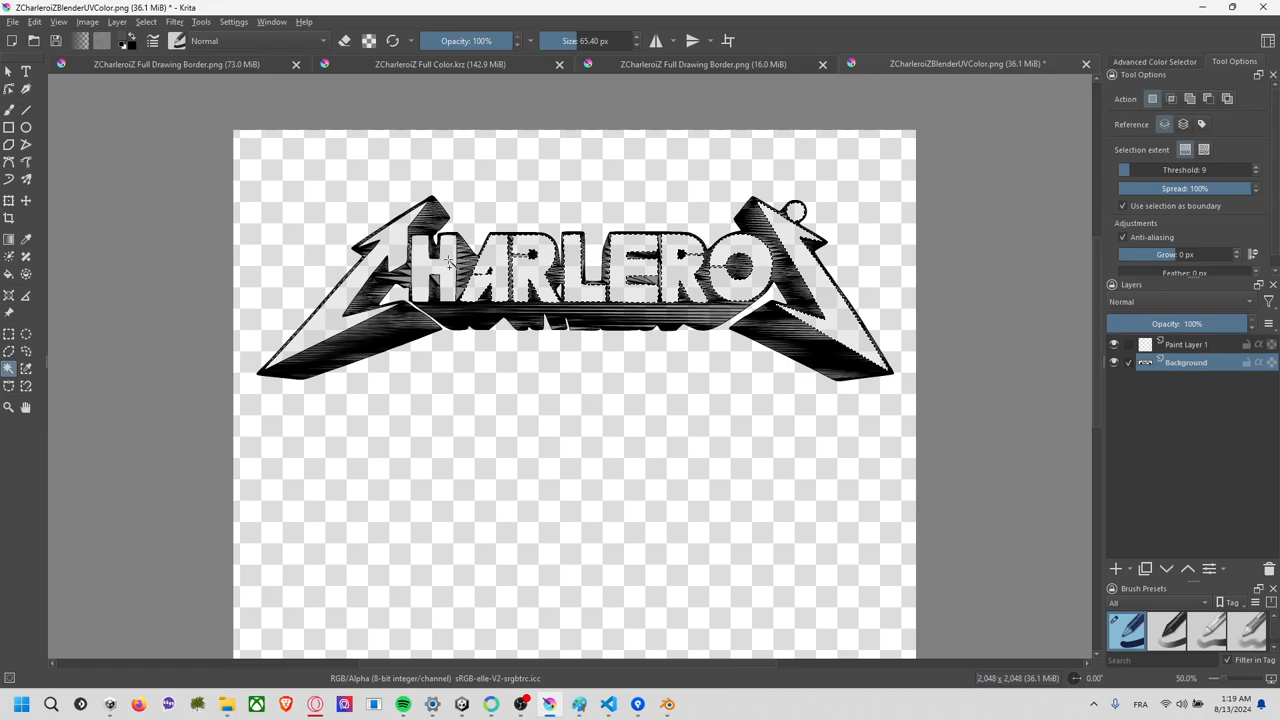 ZCharleroiZBlenderUVColor.png (36.1 MiB) * - Krita
File Edit View Image Layer Select Filter Tools Settings Window Help
Normal Opacity: 100% Size: 65.40 px
ZCharleroiZ Full Drawing Border.png (73.0 MiB) ZCharleroiZ Full Color.krz (142.9 MiB) ZCharleroiZ Full Drawing Border.png (16.0 MiB) ZCharleroiZBlenderUVColor.png (36.1 MiB) *
Advanced Color Selector Tool Options
Tool Options
Action
Reference
Selection extent
Threshold: 9
Spread: 100%
Use selection as boundary
Adjustments
Anti-aliasing
Grow: 0 px
Feather: 0 px
Layers
Normal
Opacity: 100%
Paint Layer 1
Background
CHARLEROI
Brush Presets
All Tag
Search Filter in Tag
RGB/Alpha (8-bit integer/channel) sRGB-elle-V2-srgbtrc.icc 2,048 x 2,048 (36.1 MiB) 0.00° 50.0%
FR 1:19 AM
8/13/2024